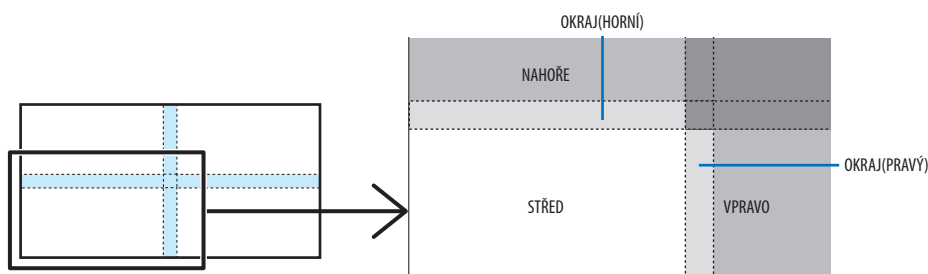 OKRAJ(HORNÍ)
NAHOŘE
OKRAJ(PRAVÝ)
STŘED
VPRAVO